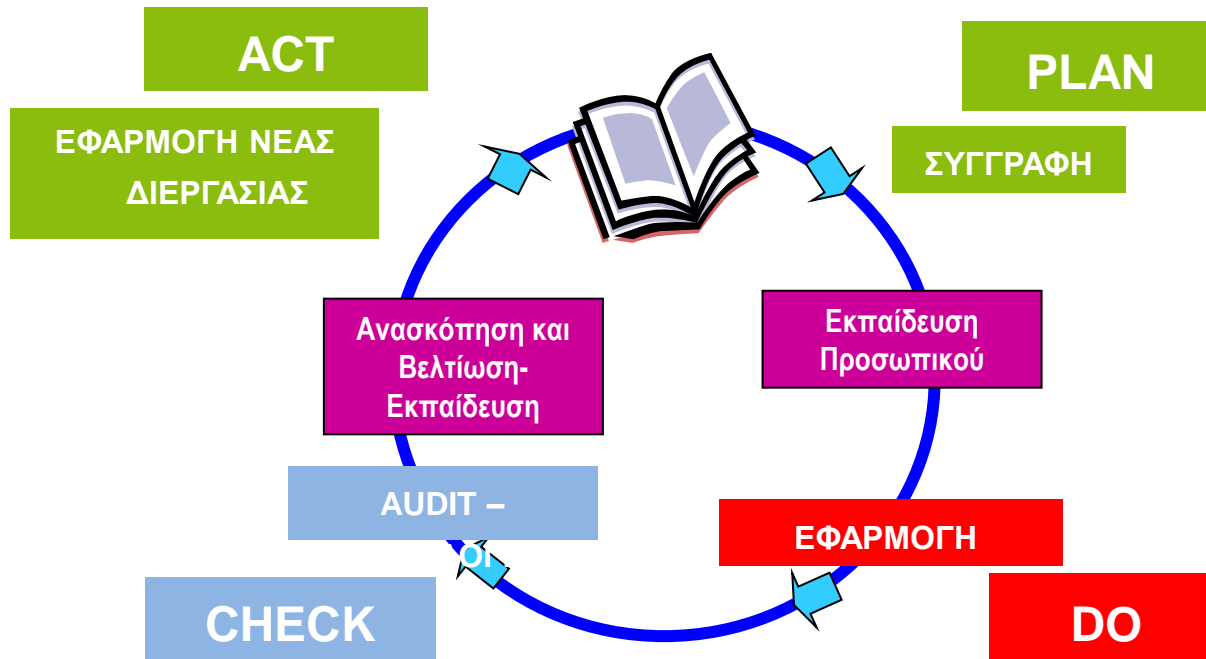 ACT
PLAN
ΕΦΑΡΜΟΓΗ ΝΕΑΣ
ΔΙΕΡΓΑΣΙΑΣ
ΣΥΓΓΡΑΦΗ
Ανασκόπηση και
Βελτίωση-
Εκπαίδευση
Εκπαίδευση
Προσωπικού
AUDIT –
ΕΦΑΡΜΟΓΗ
CHECK
DO